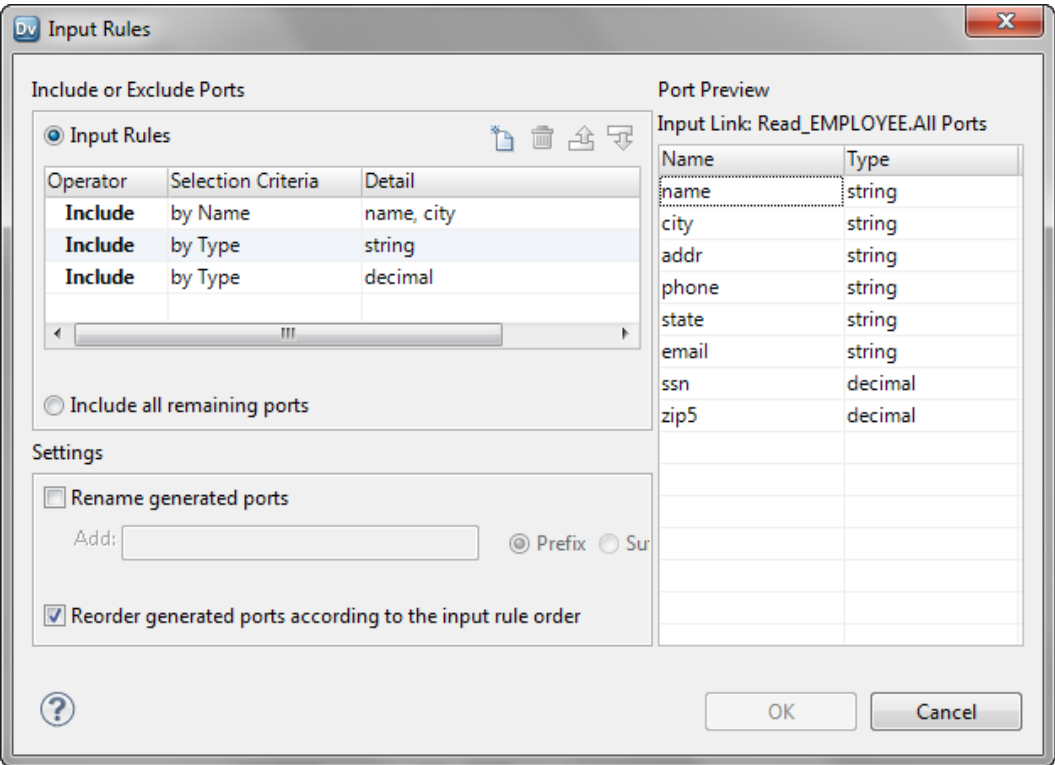 Dv Input Rules
Include or Exclude Ports
Input Rules
Operator Selection Criteria Detail
Include by Name name, city
Include by Type string
Include by Type decimal
Include all remaining ports
Settings
Rename generated ports
Add: Prefix Su
Reorder generated ports according to the input rule order
Port Preview
Input Link: Read_EMPLOYEE.All Ports
Name Type
name string
city string
addr string
phone string
state string
email string
ssn decimal
zip5 decimal
? OK Cancel